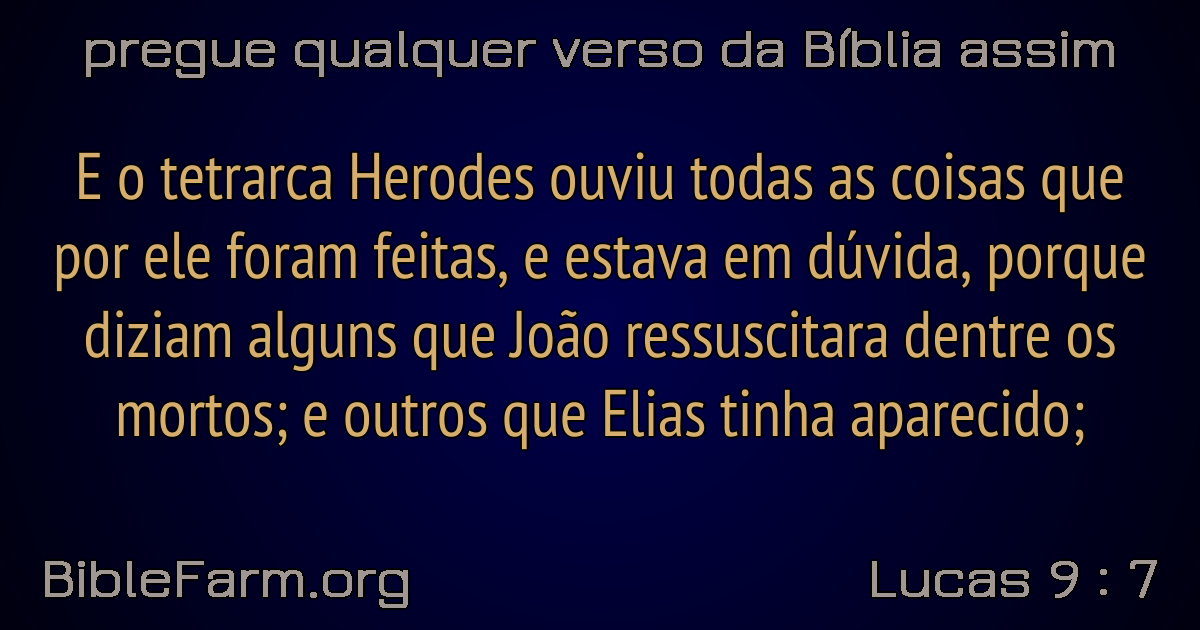 pregue qualquer verso da Bíblia assim
E o tetrarca Herodes ouviu todas as coisas que
por ele foram feitas, e estava em dúvida, porque
diziam alguns que João ressuscitara dentre os
mortos; e outros que Elias tinha aparecido;
BibleFarm.org
Lucas 9 : 7